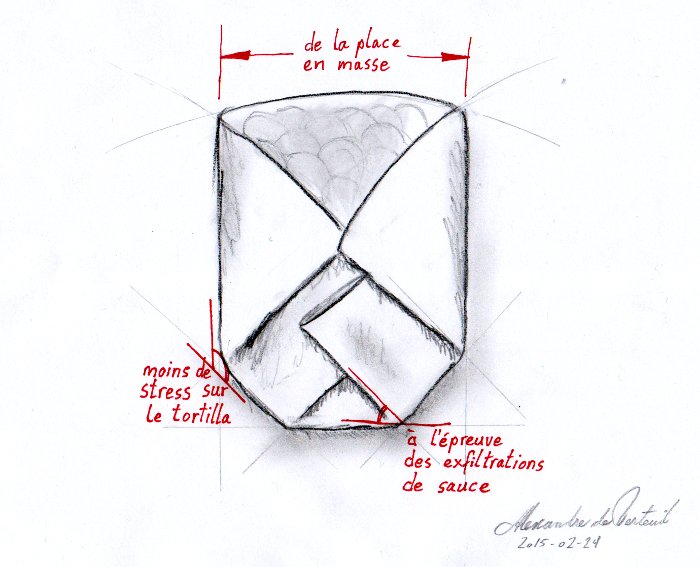 de la place
en masse
moins de
stress sur
le tortilla
à l'épreuve
des exfiltrations
de sauce
Alexandre de Verteuil
2015-02-24